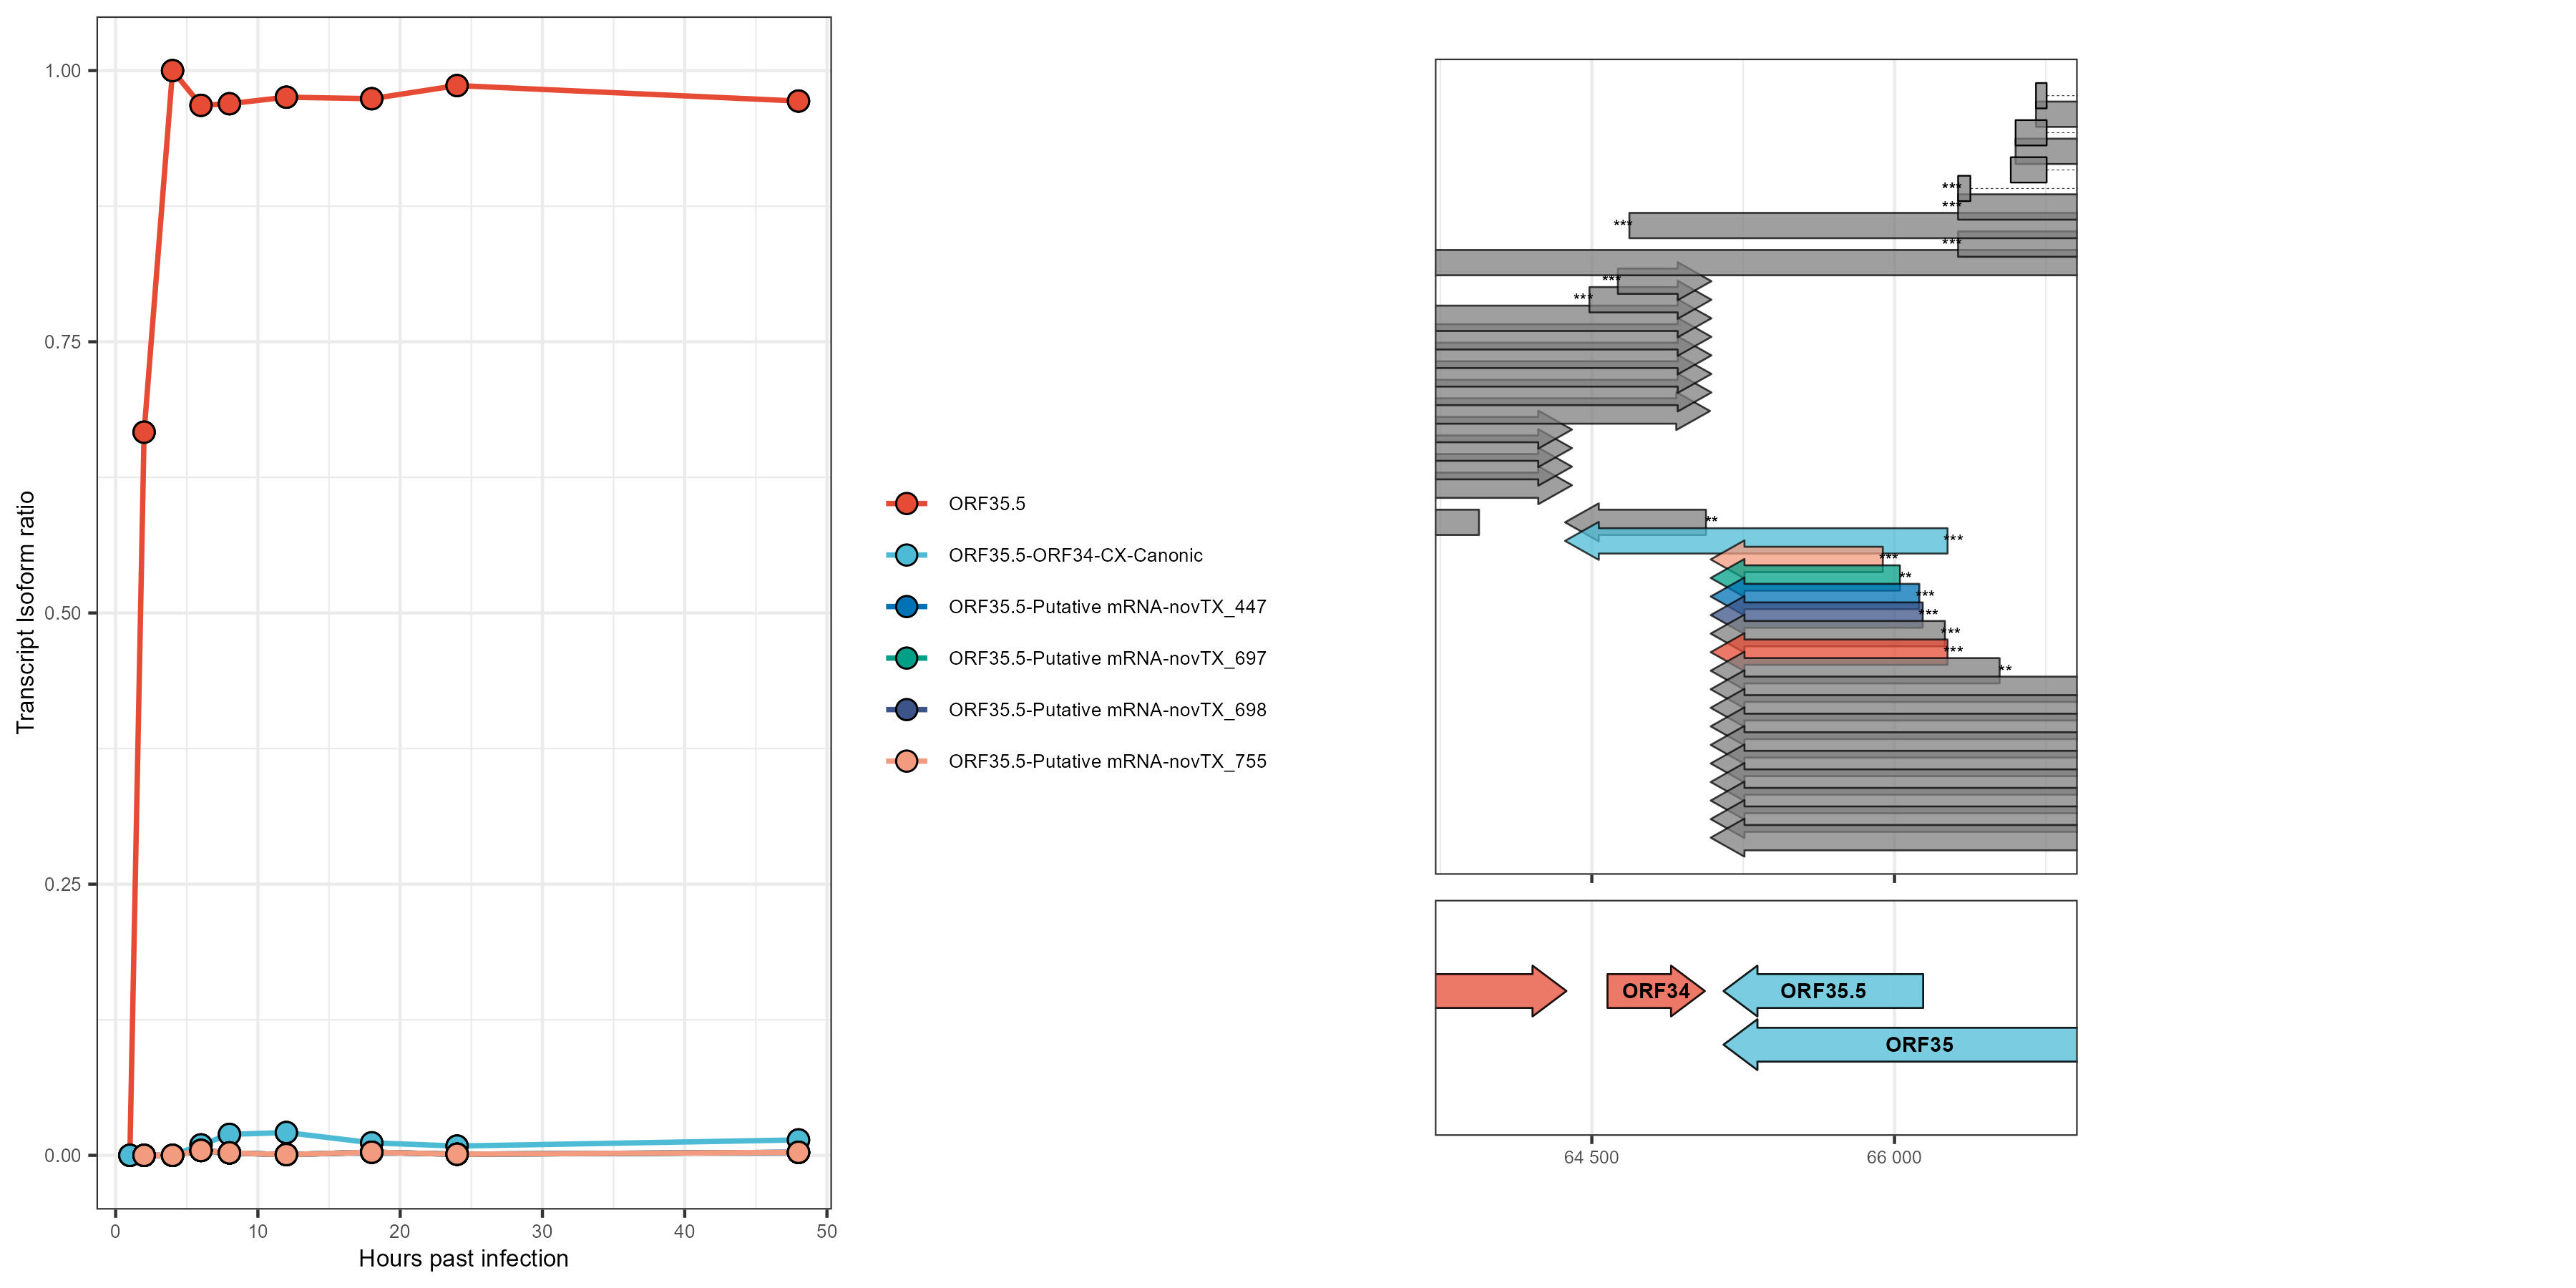 1.00
0.75
0.50
0.25
0.00
Transcript Isoform ratio
0 10 20 30 40 50
Hours past infection
ORF35.5
ORF35.5-ORF34-CX-Canonic
ORF35.5-Putative mRNA-novTX_447
ORF35.5-Putative mRNA-novTX_697
ORF35.5-Putative mRNA-novTX_698
ORF35.5-Putative mRNA-novTX_755
***
***
***
***
***
***
**
***
***
**
***
***
***
***
**
ORF34 ORF35.5
ORF35
64 500 66 000